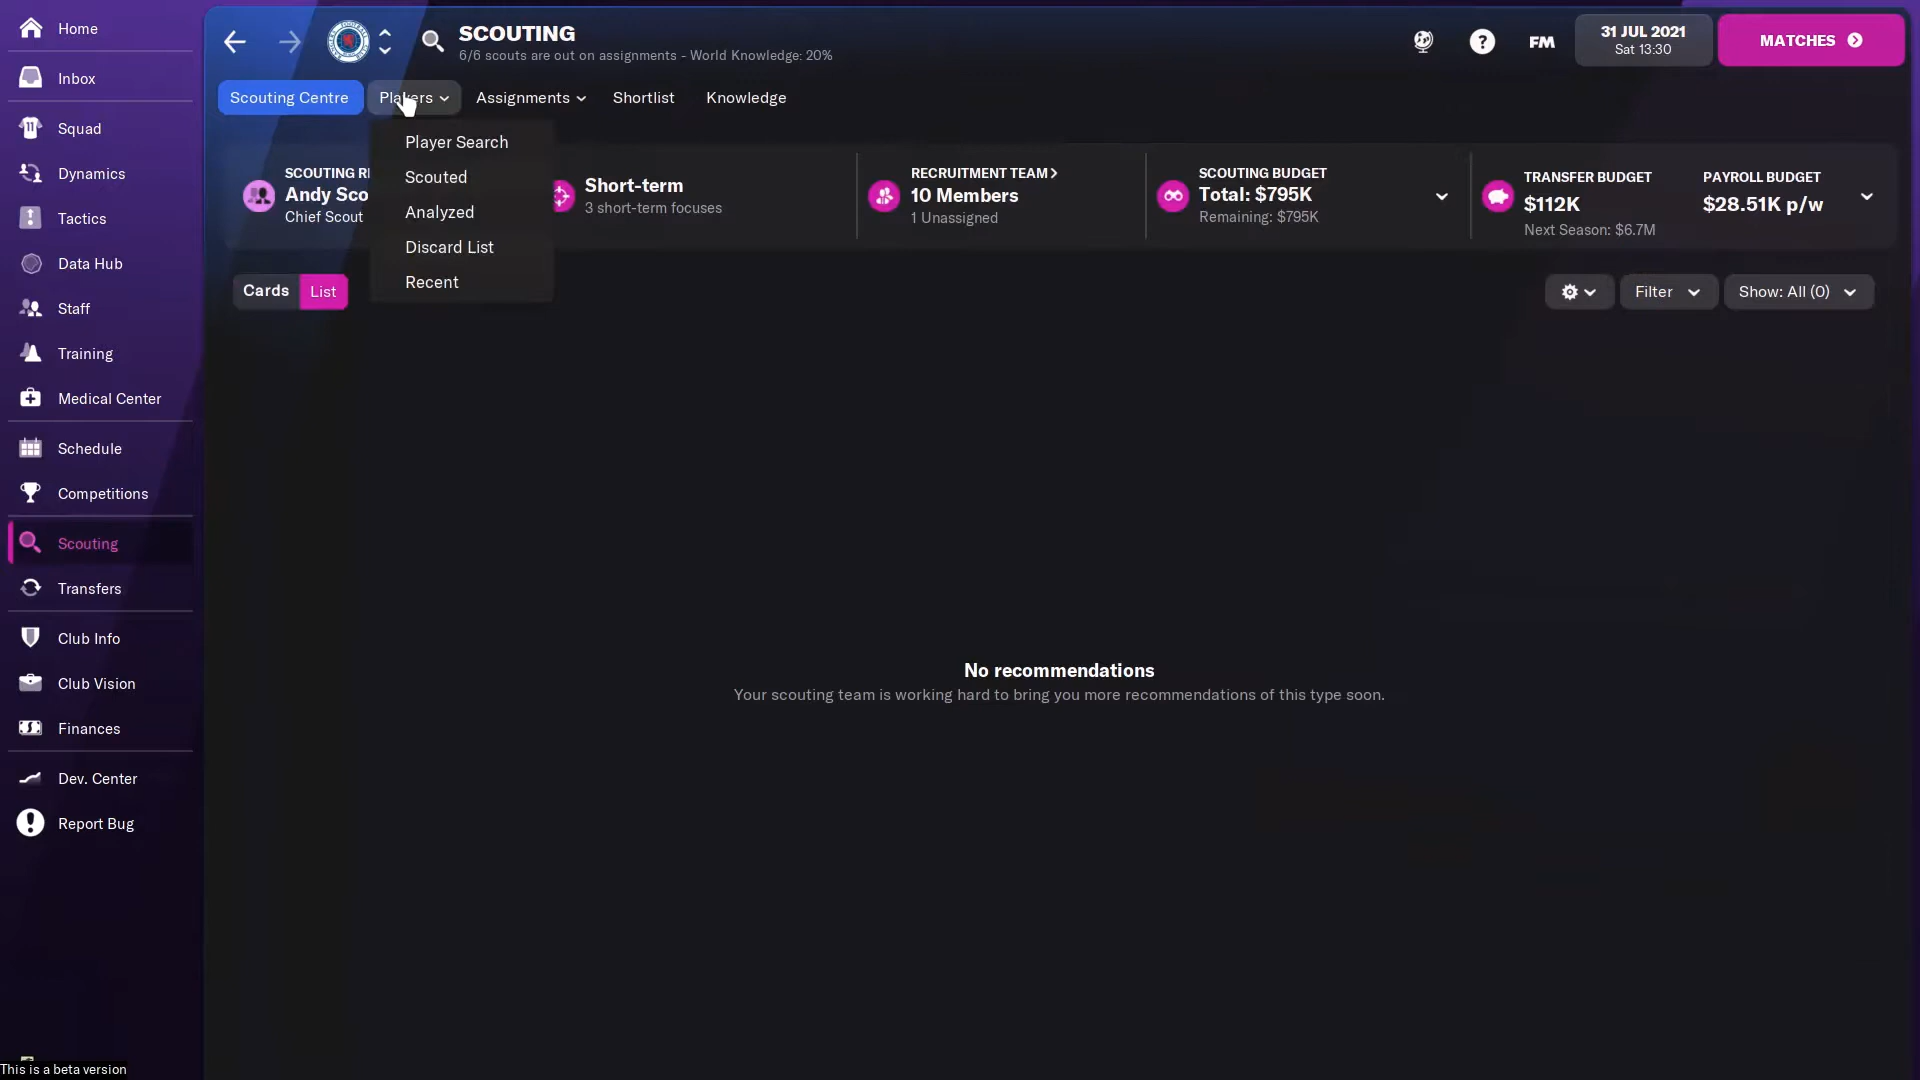 Home
Inbox
Squad
Dynamics
Tactics
Data Hub
Staff
Training
Medical Center
Schedule
Competitions
Scouting
Transfers
Club Info
Club Vision
Finances
Dev. Center
Report Bug
This is a beta version
SCOUTING
6/6 scouts are out on assignments - World Knowledge: 20%
FM
31 JUL 2021
Sat 13:30
MATCHES
Scouting Centre
Players
Assignments
Shortlist
Knowledge
Player Search
Scouted
Analyzed
Discard List
Recent
SCOUTING
Andy Sco
Chief Scout
Short-term
3 short-term focuses
RECRUITMENT TEAM
10 Members
1 Unassigned
SCOUTING BUDGET
Total: $795K
Remaining: $795K
TRANSFER BUDGET
$112K
Next Season: $6.7M
PAYROLL BUDGET
$28.51K p/w
Cards
List
Filter
Show: All (0)
No recommendations
Your scouting team is working hard to bring you more recommendations of this type soon.